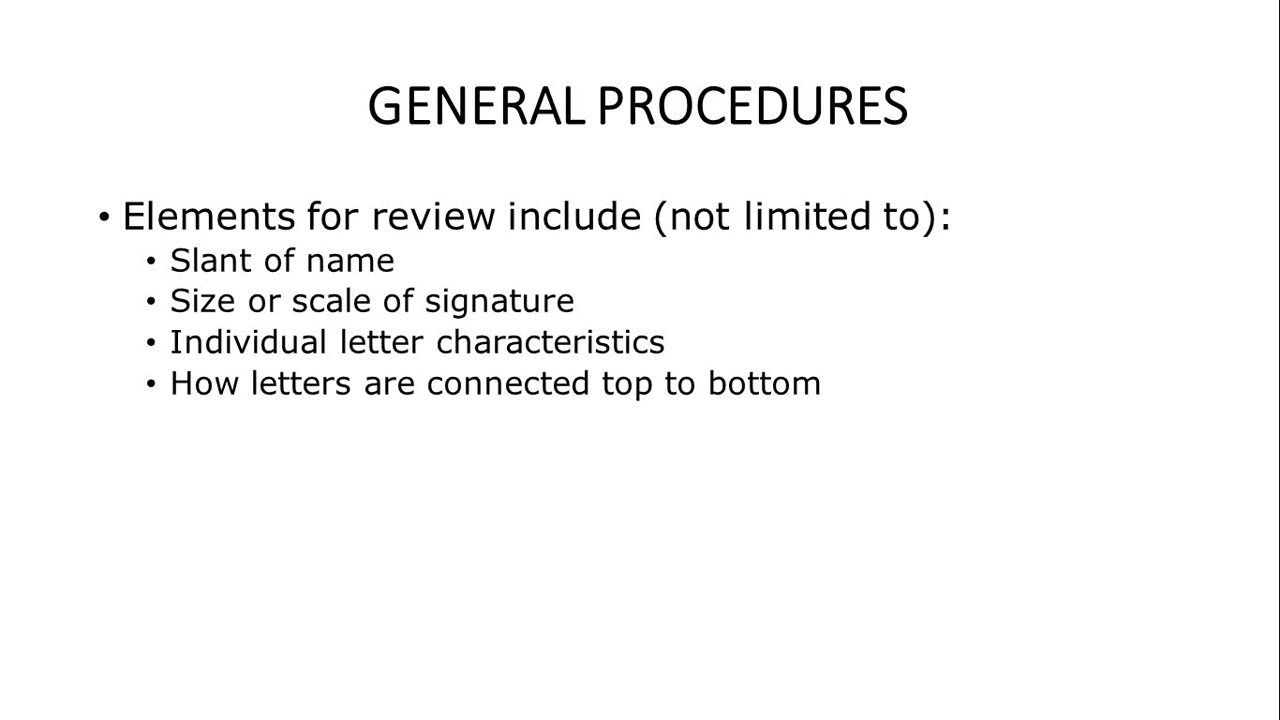 GENERAL PROCEDURES
• Elements for review include (not limited to):
• Slant of name
• Size or scale of signature
• Individual letter characteristics
• How letters are connected top to bottom